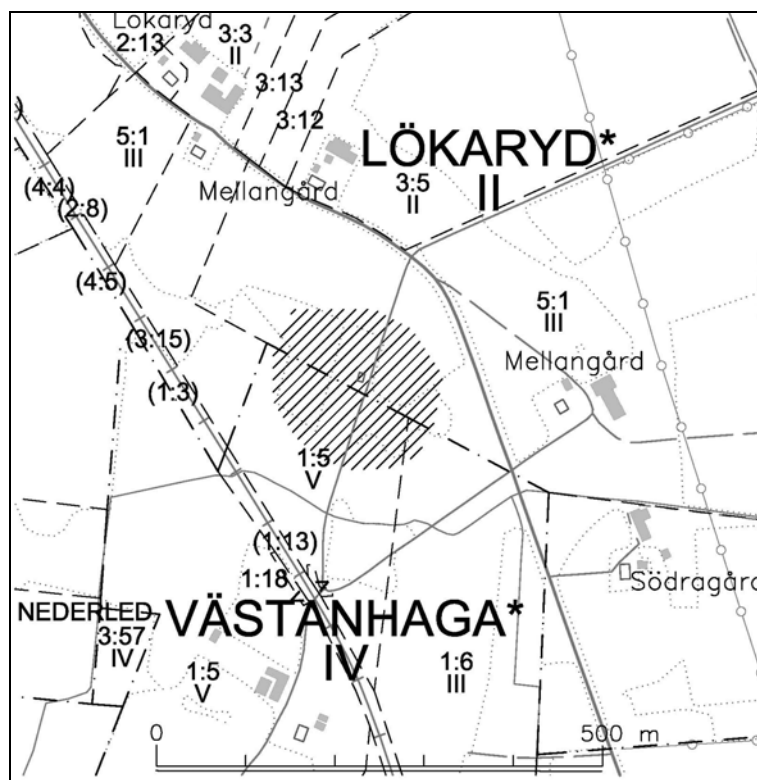 Lökaryd
2:13
3:3
II
3:13
3:12
5:1
III
LÖKARYD*
II
3:5
II
Mellangård
(4:4)
(2:8)
(4:5)
(3:15)
(1:3)
5:1
III
Mellangård
1:5
V
(1:13)
1:18
Södragård
NEDERLED
3:57
IV
VÄSTANHAGA*
IV
1:5
V
1:6
III
0
500 m